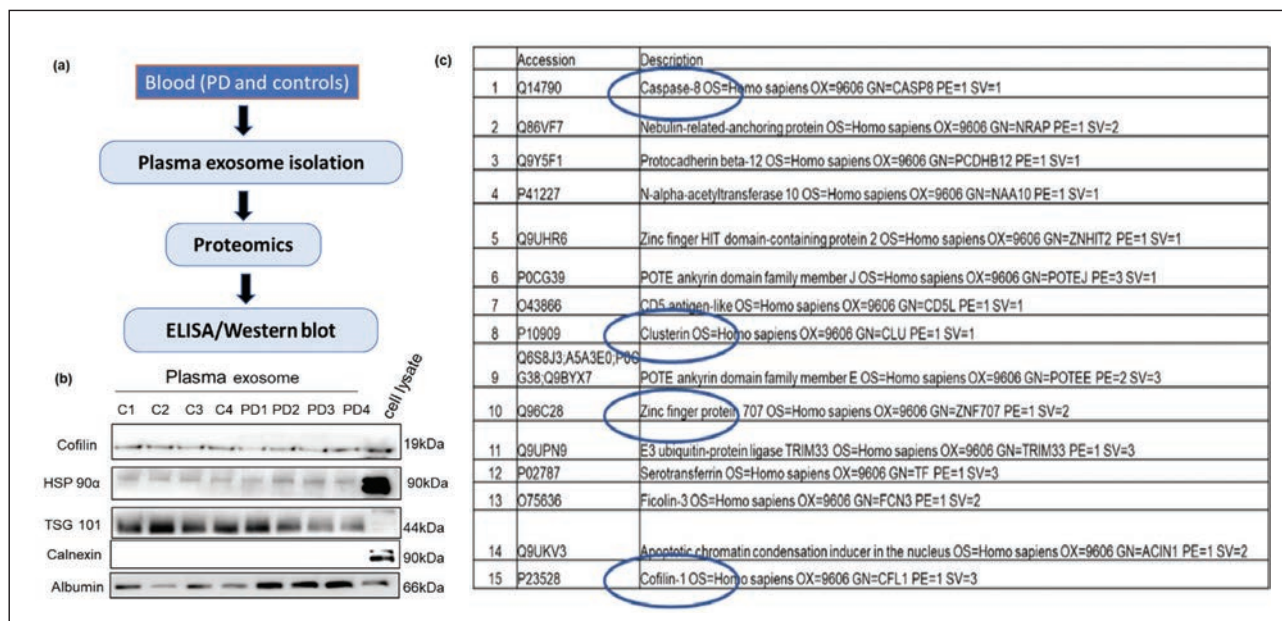 (a)
Blood (PD and controls)
Plasma exosome isolation
Proteomics
ELISA/Western blot
(b)
Plasma exosome
C1 C2 C3 C4 PD1 PD2 PD3 PD4 cell lysate
Cofilin 19kDa
HSP 90α 90kDa
TSG 101 44kDa
Calnexin 90kDa
Albumin 66kDa
(c)
Accession Description
1 Q14790 Caspase-8 OS=Homo sapiens OX=9606 GN=CASP8 PE=1 SV=1
2 Q86VF7 Nebulin-related-anchoring protein OS=Homo sapiens OX=9606 GN=NRAP PE=1 SV=2
3 Q9Y5F1 Protocadherin beta-12 OS=Homo sapiens OX=9606 GN=PCDHB12 PE=1 SV=1
4 P41227 N-alpha-acetyltransferase 10 OS=Homo sapiens OX=9606 GN=NAA10 PE=1 SV=1
5 Q9UHR6 Zinc finger HIT domain-containing protein 2 OS=Homo sapiens OX=9606 GN=ZNHIT2 PE=1 SV=1
6 P0CG39 POTE ankyrin domain family member J OS=Homo sapiens OX=9606 GN=POTEJ PE=3 SV=1
7 O43866 CD5 antigen-like OS=Homo sapiens OX=9606 GN=CD5L PE=1 SV=1
8 P10909 Clusterin OS=Homo sapiens OX=9606 GN=CLU PE=1 SV=1
Q6S8J3;A5A3E0;P0C
9 G38;Q9BYX7 POTE ankyrin domain family member E OS=Homo sapiens OX=9606 GN=POTEE PE=2 SV=3
10 Q96C28 Zinc finger protein 707 OS=Homo sapiens OX=9606 GN=ZNF707 PE=1 SV=2
11 Q9UPN9 E3 ubiquitin-protein ligase TRIM33 OS=Homo sapiens OX=9606 GN=TRIM33 PE=1 SV=3
12 P02787 Serotransferrin OS=Homo sapiens OX=9606 GN=TF PE=1 SV=3
13 O75636 Ficolin-3 OS=Homo sapiens OX=9606 GN=FCN3 PE=1 SV=2
14 Q9UKV3 Apoptotic chromatin condensation inducer in the nucleus OS=Homo sapiens OX=9606 GN=ACIN1 PE=1 SV=2
15 P23528 Cofilin-1 OS=Homo sapiens OX=9606 GN=CFL1 PE=1 SV=3